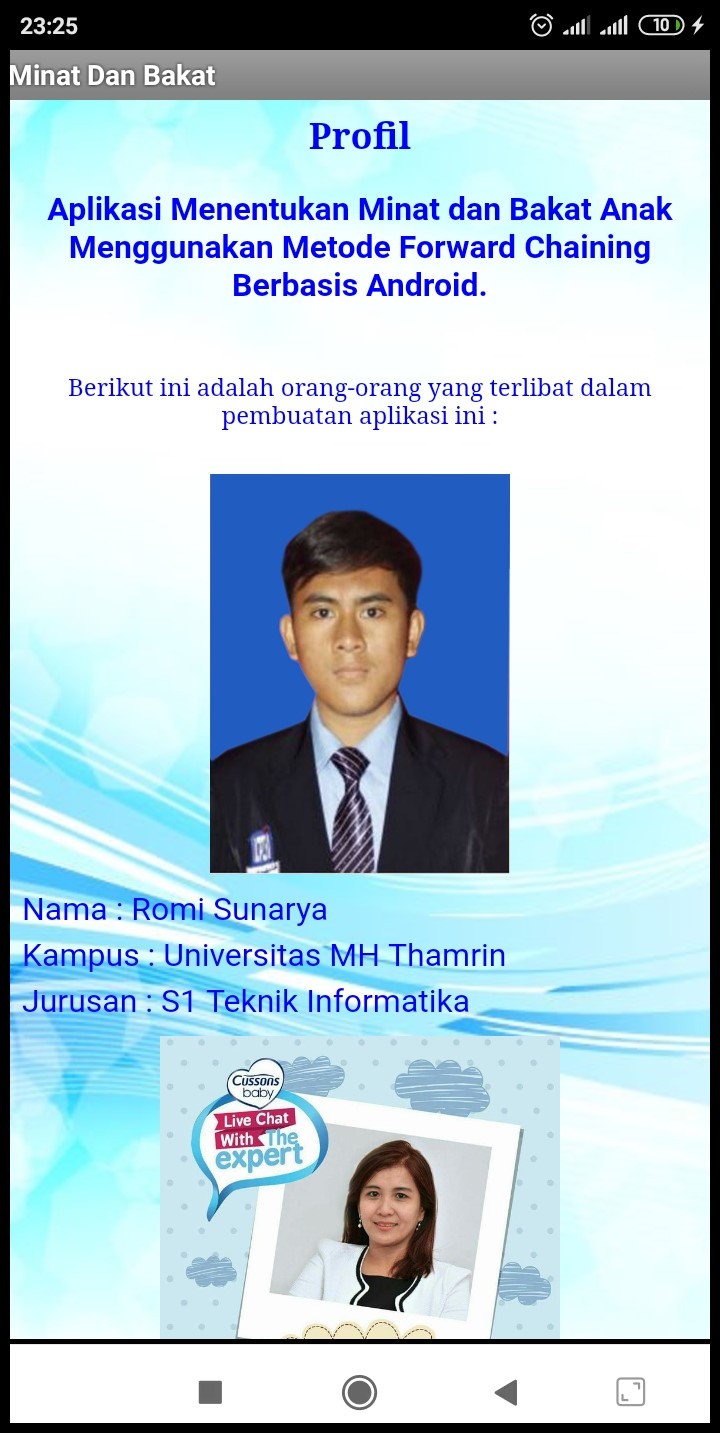 23:25
10
Minat Dan Bakat
Profil
Aplikasi Menentukan Minat dan Bakat Anak
Menggunakan Metode Forward Chaining
Berbasis Android.
Berikut ini adalah orang-orang yang terlibat dalam
pembuatan aplikasi ini :
Nama : Romi Sunarya
Kampus : Universitas MH Thamrin
Jurusan : S1 Teknik Informatika
Cussons
baby
Live Chat
With The
expert